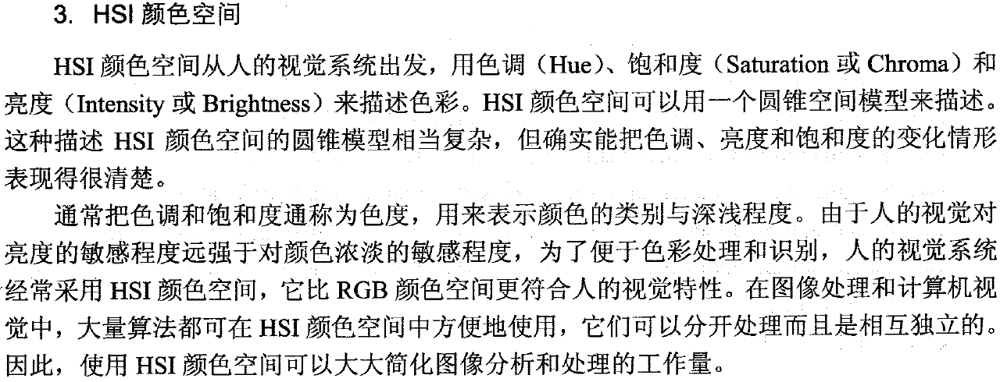 3. HSI 颜色空间
HSI 颜色空间从人的视觉系统出发，用色调（Hue）、饱和度（Saturation 或 Chroma）和
亮度（Intensity 或 Brightness）来描述色彩。HSI 颜色空间可以用一个圆锥空间模型来描述。
这种描述 HSI 颜色空间的圆锥模型相当复杂，但确实能把色调、亮度和饱和度的变化情形
表现得很清楚。
通常把色调和饱和度通称为色度，用来表示颜色的类别与深浅程度。由于人的视觉对
亮度的敏感程度远强于对颜色浓淡的敏感程度，为了便于色彩处理和识别，人的视觉系统
经常采用 HSI 颜色空间，它比 RGB 颜色空间更符合人的视觉特性。在图像处理和计算机视
觉中，大量算法都可在 HSI 颜色空间中方便地使用，它们可以分开处理而且是相互独立的。
因此，使用 HSI 颜色空间可以大大简化图像分析和处理的工作量。